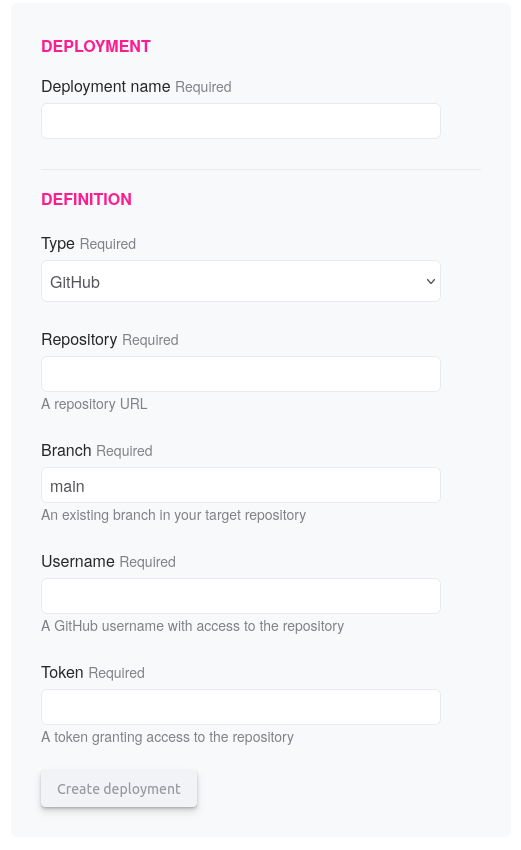 DEPLOYMENT
Deployment name Required
DEFINITION
Type Required
GitHub
Repository Required
A repository URL
Branch Required
main
An existing branch in your target repository
Username Required
A GitHub username with access to the repository
Token Required
A token granting access to the repository
Create deployment